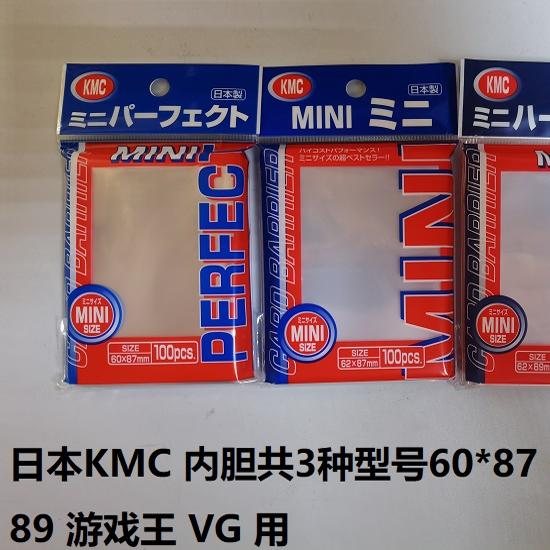 KMC
日本製
ミニパーフェクト
MINI
PERFECT
CARD BARRIER
ミニサイズ
MINI
SIZE
SIZE
60×87mm
100pcs.
KMC
日本製
MINI ミニ
ハイコストパフォーマンス!
ミニサイズの超ベストセラー!!
MINI
CARD BARRIER
ミニサイズ
MINI
SIZE
SIZE
62×87mm
100pcs.
KMC
ミニハー
CARD BARRIER
ミニサイズ
MINI
SIZE
SIZE
62×89m
日本KMC 内胆共3种型号60*87
89 游戏王 VG 用